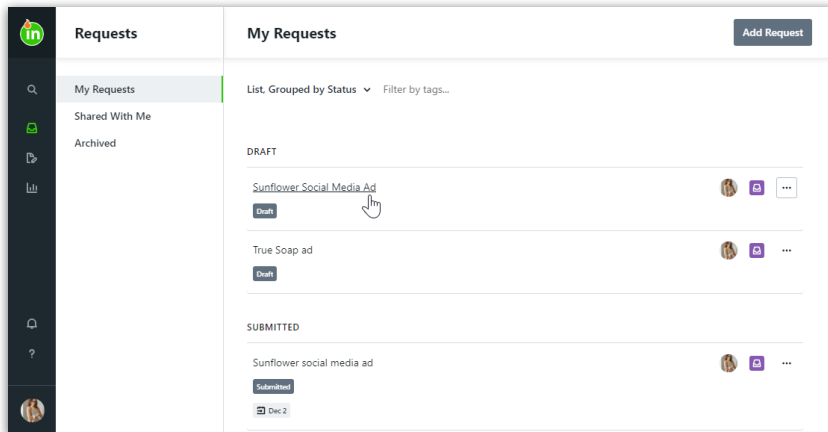 in
Requests
My Requests
Add Request
My Requests
Shared With Me
Archived
List, Grouped by Status
Filter by tags...
DRAFT
Sunflower Social Media Ad
Draft
True Soap ad
Draft
SUBMITTED
Sunflower social media ad
Submitted
Dec 2
?